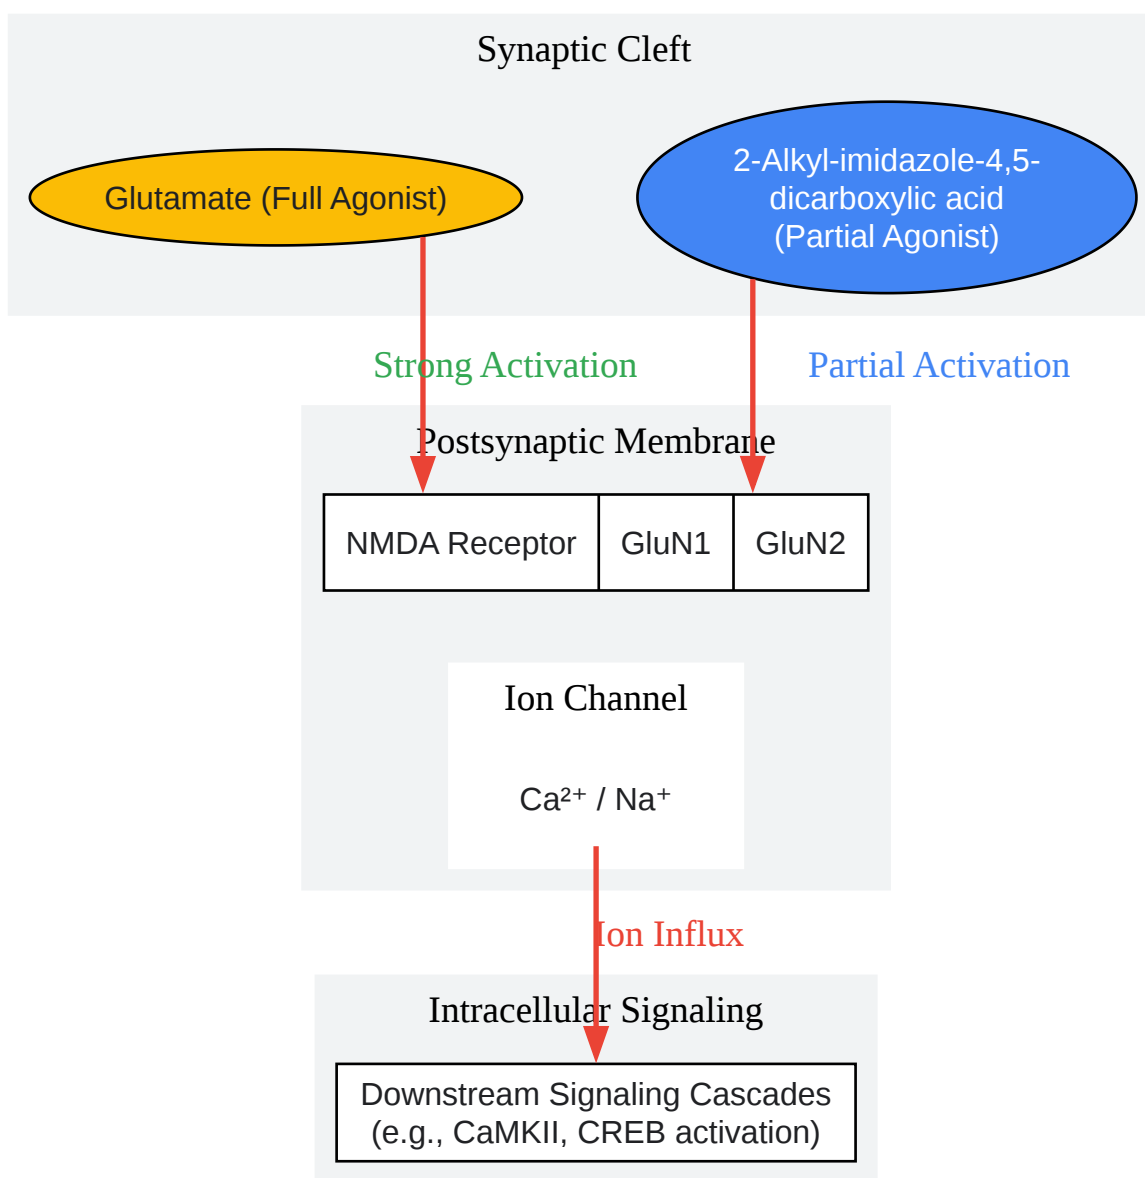 Synaptic Cleft
Glutamate (Full Agonist)
2-Alkyl-imidazole-4,5-
dicarboxylic acid
(Partial Agonist)
Strong Activation
Partial Activation
Postsynaptic Membrane
NMDA Receptor
GluN1
GluN2
Ion Channel
Ca²⁺ / Na⁺
Ion Influx
Intracellular Signaling
Downstream Signaling Cascades
(e.g., CaMKII, CREB activation)